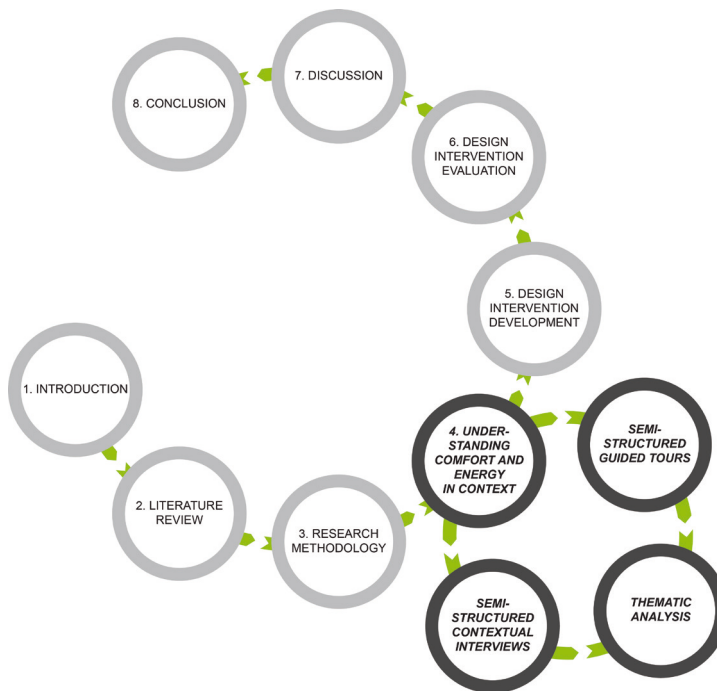 1. INTRODUCTION
2. LITERATURE
REVIEW
3. RESEARCH
METHODOLOGY
4. UNDER-
STANDING
COMFORT AND
ENERGY
IN CONTEXT
SEMI-
STRUCTURED
GUIDED TOURS
THEMATIC
ANALYSIS
SEMI-
STRUCTURED
CONTEXTUAL
INTERVIEWS
5. DESIGN
INTERVENTION
DEVELOPMENT
6. DESIGN
INTERVENTION
EVALUATION
7. DISCUSSION
8. CONCLUSION